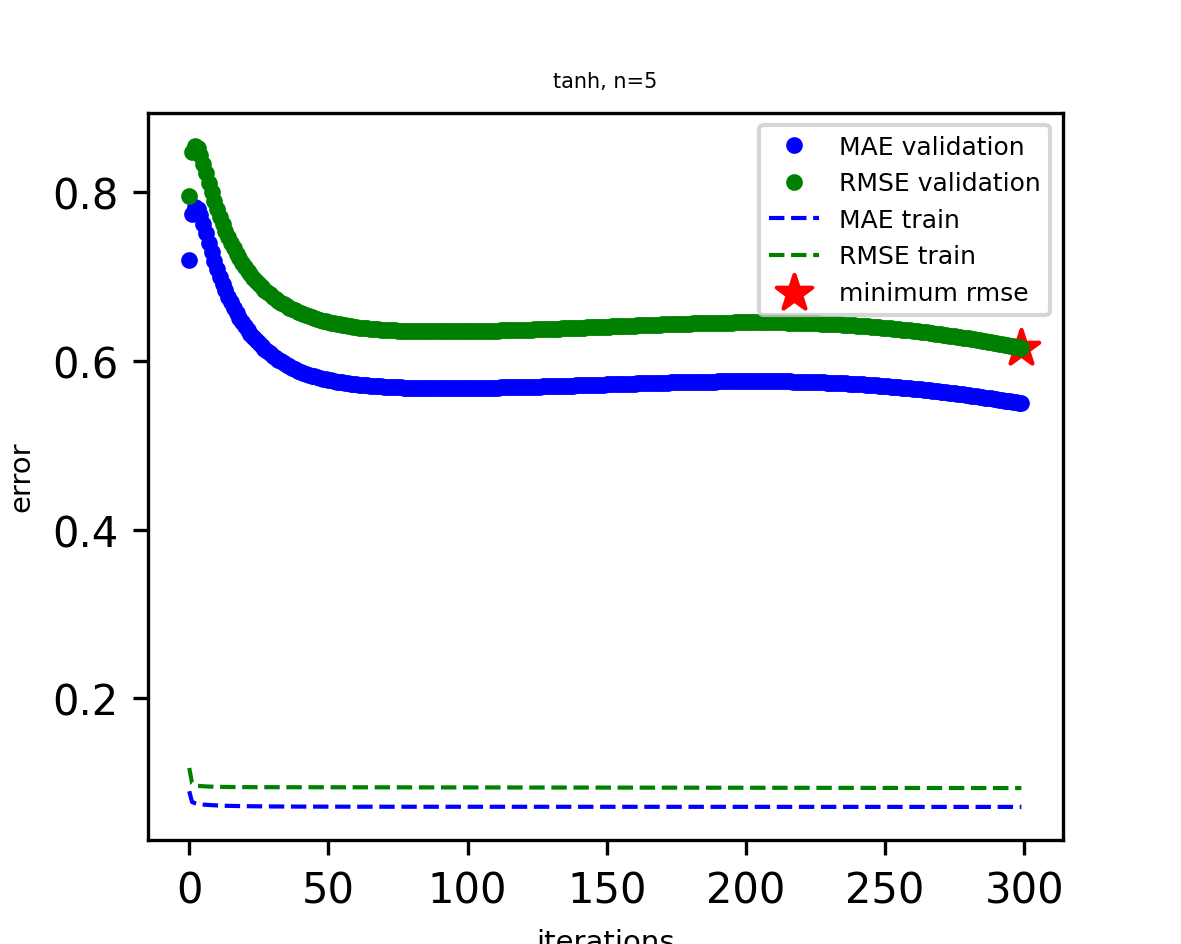 tanh, n=5
MAE validation
RMSE validation
MAE train
RMSE train
minimum rmse
error
0.8
0.6
0.4
0.2
0 50 100 150 200 250 300
iterations